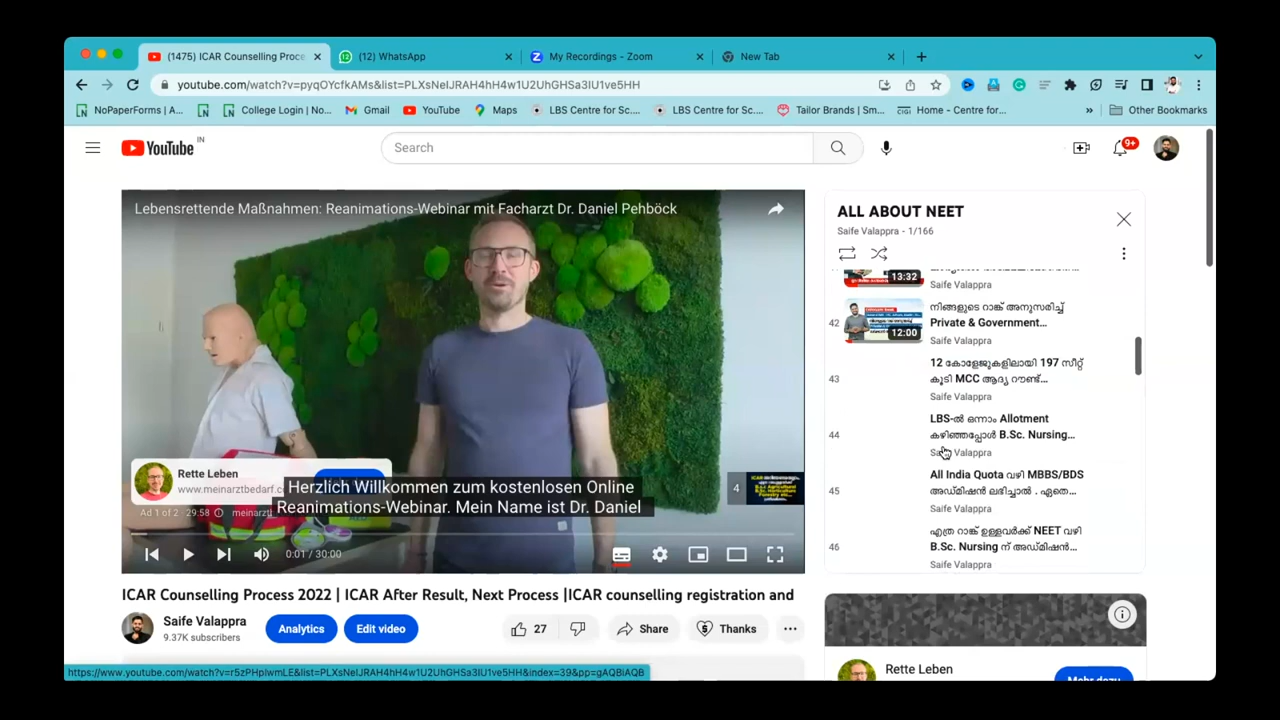 (1475) ICAR Counselling Proce
(12) WhatsApp
My Recordings - Zoom
New Tab
youtube.com/watch?v=pyqOYcfkAMs&list=PLXsNeIJRAH4hH4w1U2UhGHSa3IU1ve5HH
NoPaperForms | A...
College Login | No...
Gmail
YouTube
Maps
LBS Centre for Sc....
LBS Centre for Sc....
Tailor Brands | Sm...
Home - Centre for...
Other Bookmarks
YouTube IN
Search
9+
Lebensrettende Maßnahmen: Reanimations-Webinar mit Facharzt Dr. Daniel Pehböck
Rette Leben
www.meinarztbedarf.c
Ad 1 of 2 · 29:58
meinarzt
Herzlich Willkommen zum kostenlosen Online
Reanimations-Webinar. Mein Name ist Dr. Daniel
4
0:01 / 30:00
ICAR Counselling Process 2022 | ICAR After Result, Next Process |ICAR counselling registration and
Saife Valappra
9.37K subscribers
Analytics
Edit video
27
Share
Thanks
https://www.youtube.com/watch?v=r5zPHpIwmLE&list=PLXsNeIJRAH4hH4w1U2UhGHSa3IU1ve5HH&index=39&pp=gAQBiAQB
ALL ABOUT NEET
Saife Valappra - 1/166
13:32
Saife Valappra
42
12:00
നിങ്ങളുടെ റാങ്ക് അനുസരിച്ച്
Private & Government...
Saife Valappra
43
12 കോളേജുകളിലായി 197 സീറ്റ്
കൂടി MCC ആദ്യ റൗണ്ട്...
Saife Valappra
44
LBS-ൽ ഒന്നാം Allotment
കഴിഞ്ഞപ്പോൾ B.Sc. Nursing...
Saife Valappra
45
All India Quota വഴി MBBS/BDS
അഡ്മിഷൻ ലഭിച്ചാൽ . ഏതെ...
Saife Valappra
46
എത്ര റാങ്ക് ഉള്ളവർക്ക് NEET വഴി
B.Sc. Nursing ന് അഡ്മിഷൻ...
Saife Valappra
Rette Leben
Mehr dazu